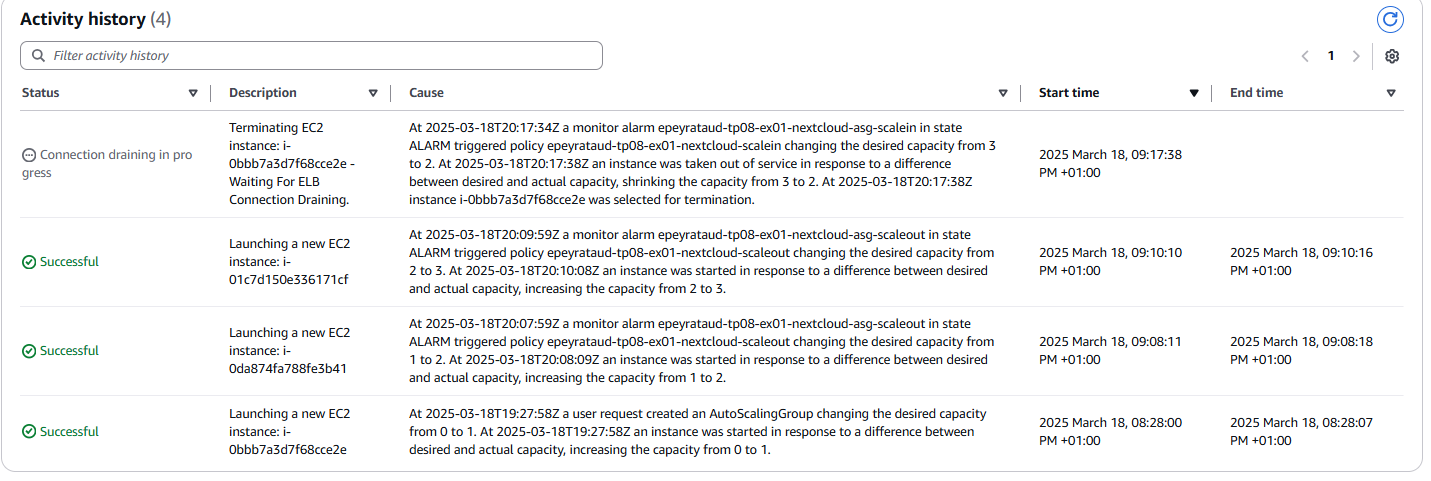 Activity history (4)
Filter activity history
1
Status
Description
Cause
Start time
End time
Connection draining in pro
gress
Terminating EC2
instance: i-
0bbb7a3d7f68cce2e -
Waiting For ELB
Connection Draining.
At 2025-03-18T20:17:34Z a monitor alarm epeyrataud-tp08-ex01-nextcloud-asg-scalein in state
ALARM triggered policy epeyrataud-tp08-ex01-nextcloud-scalein changing the desired capacity from 3
to 2. At 2025-03-18T20:17:38Z an instance was taken out of service in response to a difference
between desired and actual capacity, shrinking the capacity from 3 to 2. At 2025-03-18T20:17:38Z
instance i-0bbb7a3d7f68cce2e was selected for termination.
2025 March 18, 09:17:38
PM +01:00
Successful
Launching a new EC2
instance: i-
01c7d150e336171cf
At 2025-03-18T20:09:59Z a monitor alarm epeyrataud-tp08-ex01-nextcloud-asg-scaleout in state
ALARM triggered policy epeyrataud-tp08-ex01-nextcloud-scaleout changing the desired capacity from
2 to 3. At 2025-03-18T20:10:08Z an instance was started in response to a difference between desired
and actual capacity, increasing the capacity from 2 to 3.
2025 March 18, 09:10:10
PM +01:00
2025 March 18, 09:10:16
PM +01:00
Successful
Launching a new EC2
instance: i-
0da874fa788fe3b41
At 2025-03-18T20:07:59Z a monitor alarm epeyrataud-tp08-ex01-nextcloud-asg-scaleout in state
ALARM triggered policy epeyrataud-tp08-ex01-nextcloud-scaleout changing the desired capacity from
1 to 2. At 2025-03-18T20:08:09Z an instance was started in response to a difference between desired
and actual capacity, increasing the capacity from 1 to 2.
2025 March 18, 09:08:11
PM +01:00
2025 March 18, 09:08:18
PM +01:00
Successful
Launching a new EC2
instance: i-
0bbb7a3d7f68cce2e
At 2025-03-18T19:27:58Z a user request created an AutoScalingGroup changing the desired capacity
from 0 to 1. At 2025-03-18T19:27:58Z an instance was started in response to a difference between
desired and actual capacity, increasing the capacity from 0 to 1.
2025 March 18, 08:28:00
PM +01:00
2025 March 18, 08:28:07
PM +01:00